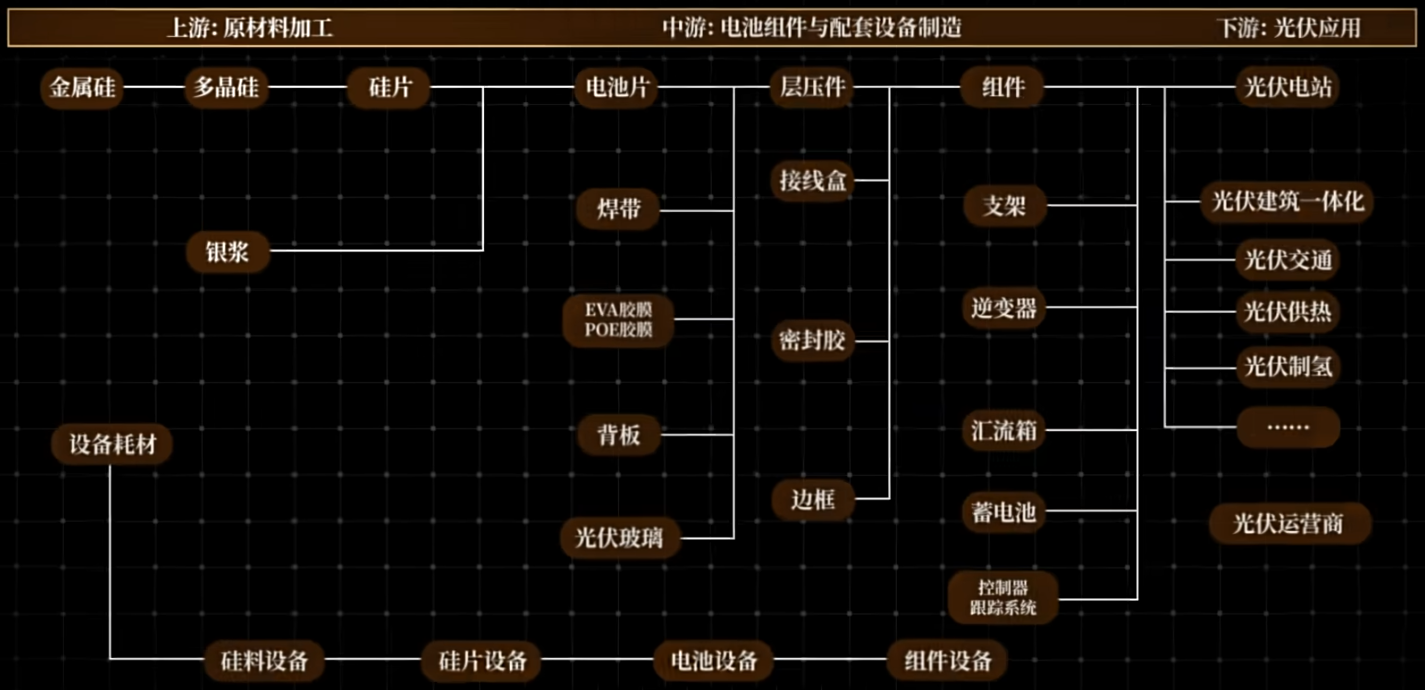 上游: 原材料加工
中游: 电池组件与配套设备制造
下游: 光伏应用
金属硅
多晶硅
硅片
电池片
层压件
组件
光伏电站
接线盒
光伏建筑一体化
支架
焊带
银浆
光伏交通
逆变器
光伏供热
EVA胶膜
POE胶膜
密封胶
光伏制氢
汇流箱
……
背板
设备耗材
边框
蓄电池
光伏运营商
光伏玻璃
控制器
跟踪系统
硅料设备
硅片设备
电池设备
组件设备